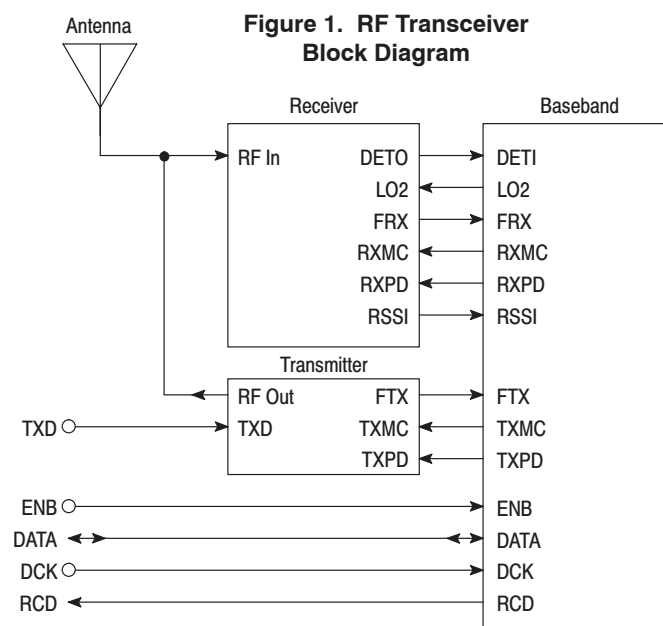 Figure 1. RF Transceiver
Block Diagram
Antenna
Receiver
Baseband
RF In
DETO
DETI
LO2
LO2
FRX
FRX
RXMC
RXMC
RXPD
RXPD
RSSI
RSSI
Transmitter
RF Out
FTX
FTX
TXD
TXD
TXMC
TXMC
TXPD
TXPD
ENB
ENB
DATA
DATA
DCK
DCK
RCD
RCD